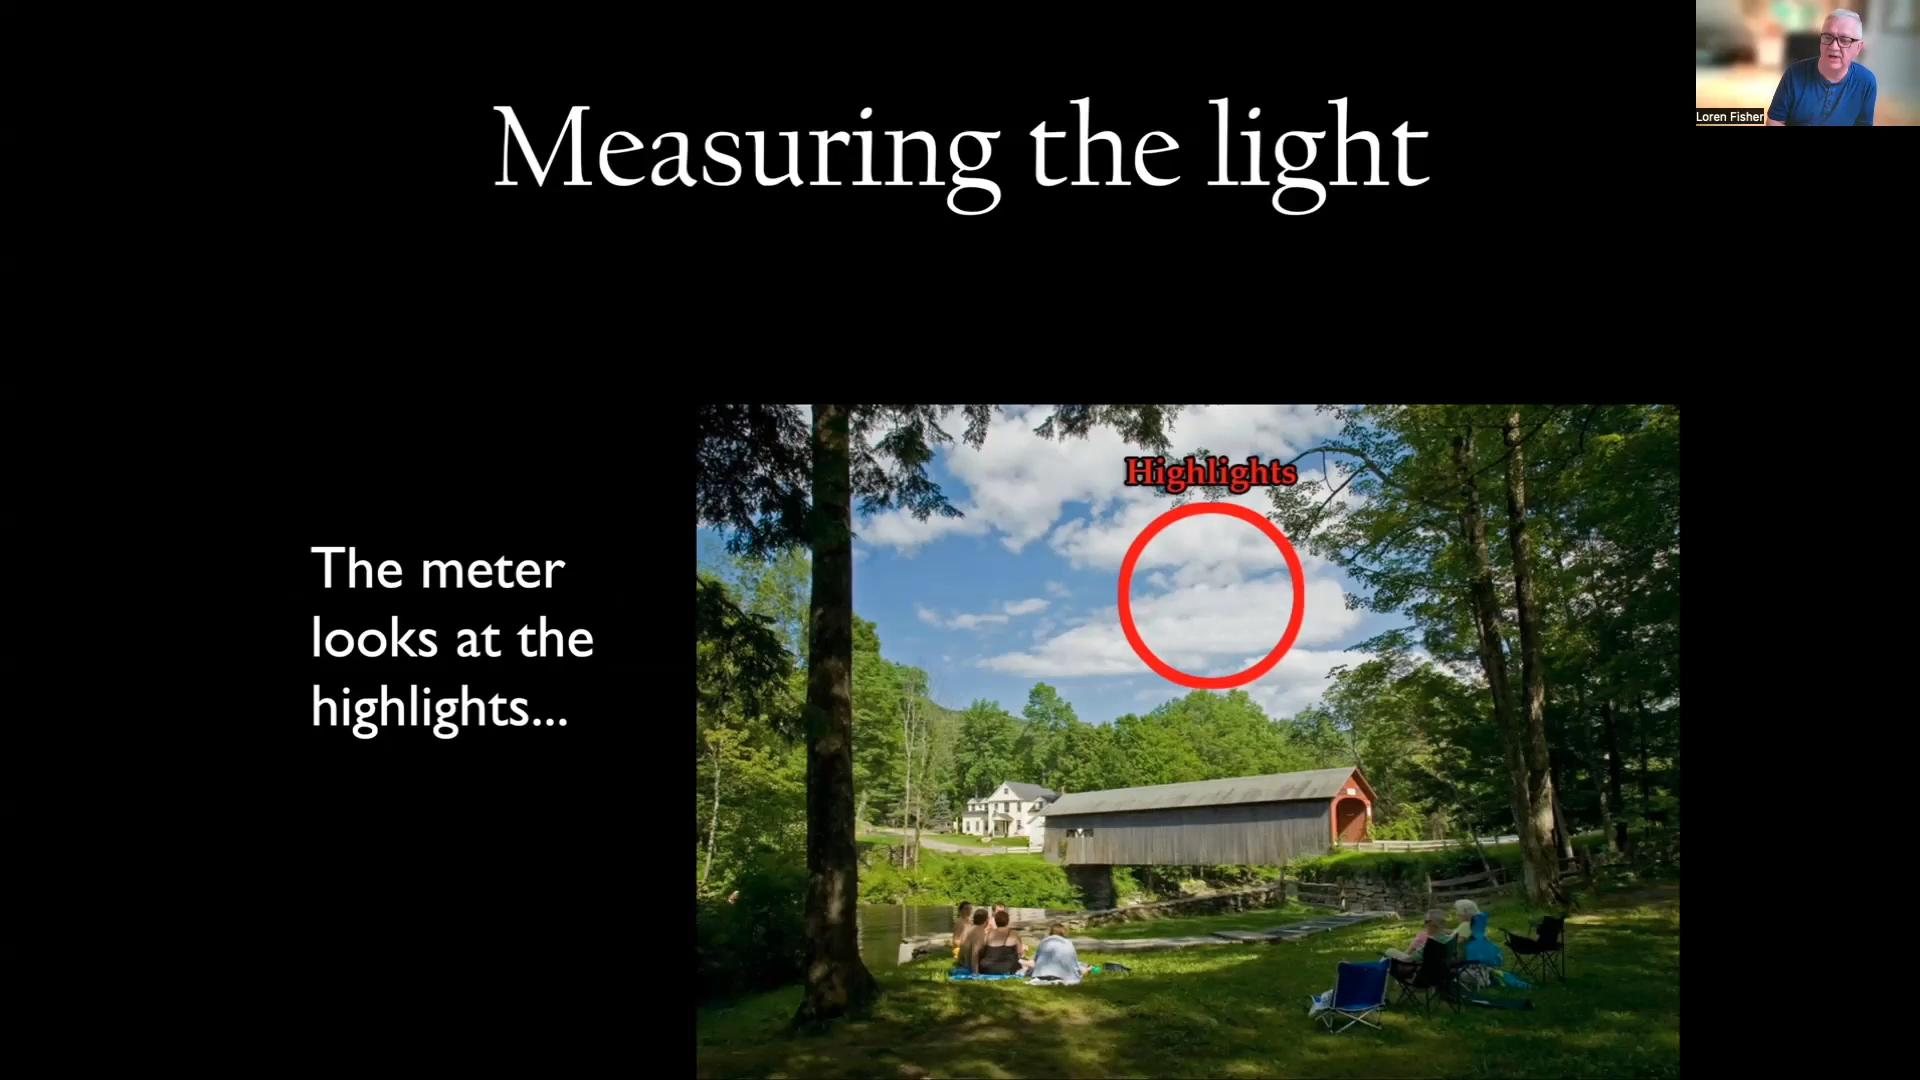 Loren Fisher
Measuring the light
Highlights
The meter
looks at the
highlights...